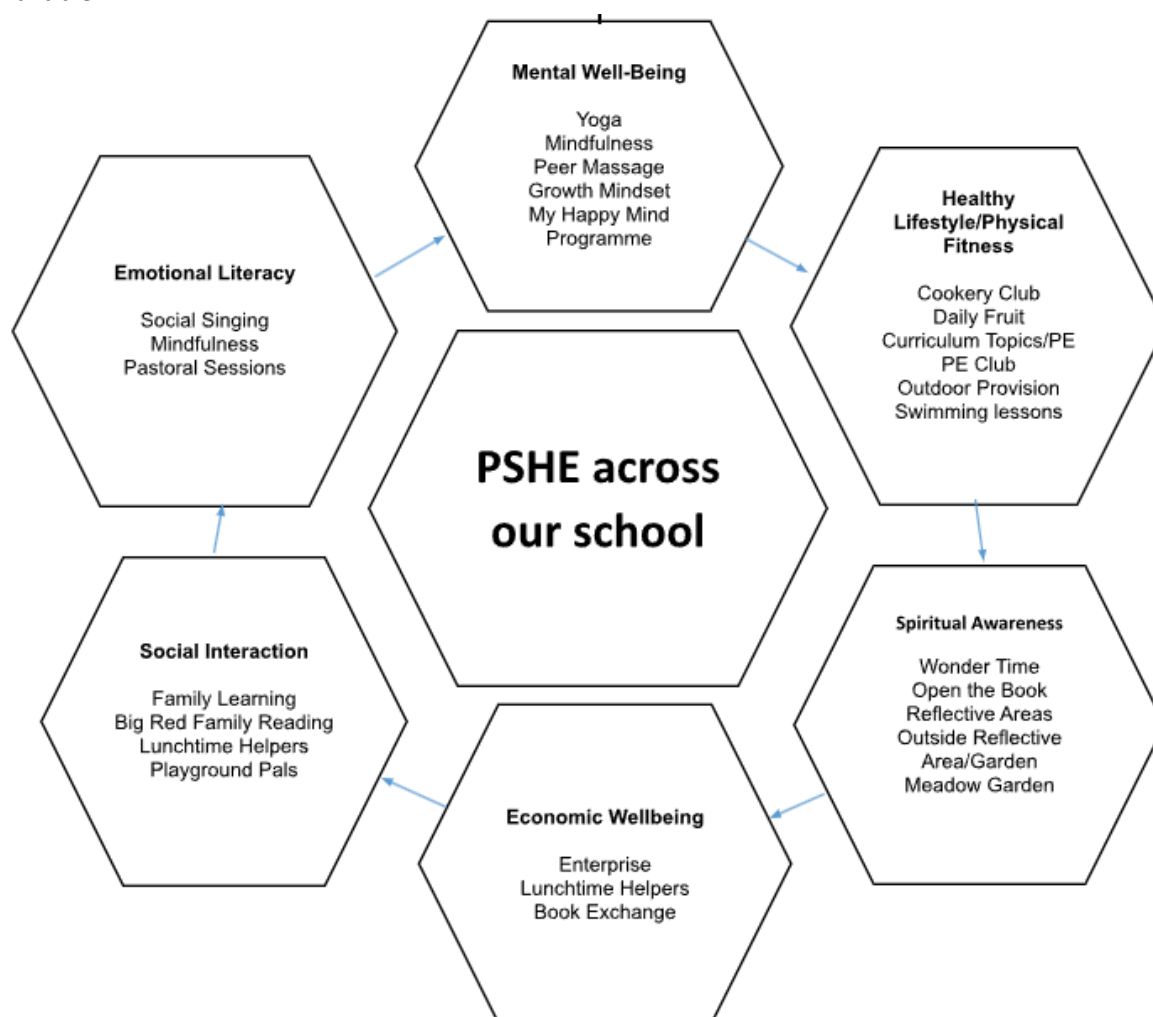 Mental Well-Being
Yoga
Mindfulness
Peer Massage
Growth Mindset
My Happy Mind
Programme
Healthy
Lifestyle/Physical
Fitness
Cookery Club
Daily Fruit
Curriculum Topics/PE
PE Club
Outdoor Provision
Swimming lessons
Spiritual Awareness
Wonder Time
Open the Book
Reflective Areas
Outside Reflective
Area/Garden
Meadow Garden
Economic Wellbeing
Enterprise
Lunchtime Helpers
Book Exchange
Social Interaction
Family Learning
Big Red Family Reading
Lunchtime Helpers
Playground Pals
Emotional Literacy
Social Singing
Mindfulness
Pastoral Sessions
PSHE across
our school